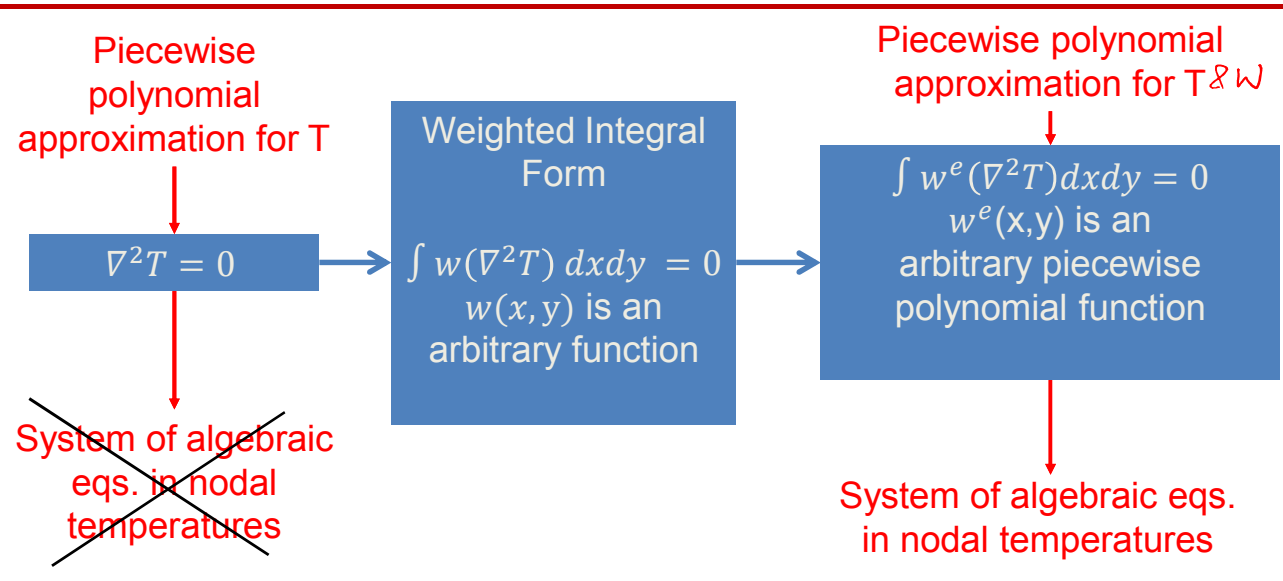 Piecewise
polynomial
approximation for T
∇²T = 0
System of algebraic
eqs. in nodal
temperatures
Weighted Integral
Form
∫ w(∇²T) dxdy = 0
w(x, y) is an
arbitrary function
Piecewise polynomial
approximation for T & W
∫ wᵉ(∇²T)dxdy = 0
wᵉ(x,y) is an
arbitrary piecewise
polynomial function
System of algebraic eqs.
in nodal temperatures